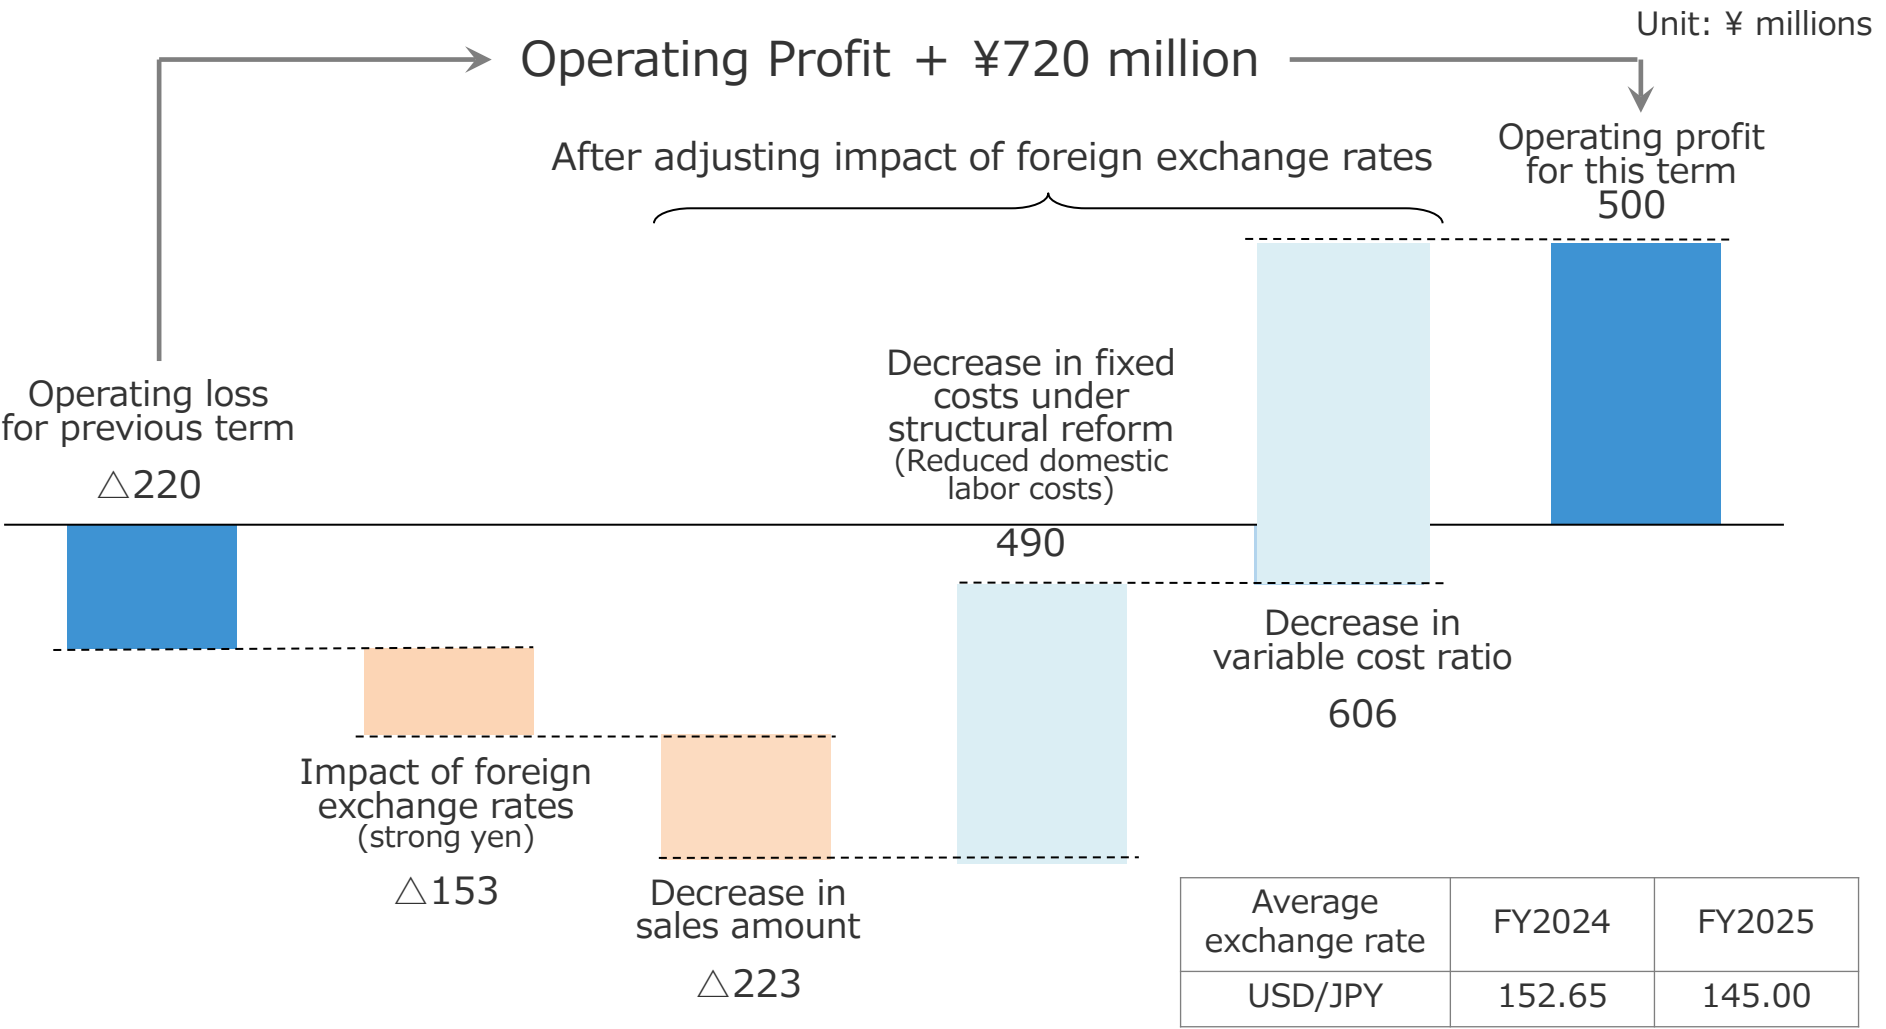 Unit: ¥ millions
Operating Profit + ¥720 million
After adjusting impact of foreign exchange rates
Operating profit
for this term
500
Operating loss
for previous term
△220
Decrease in fixed
costs under
structural reform
(Reduced domestic
labor costs)
490
Decrease in
variable cost ratio
606
Impact of foreign
exchange rates
(strong yen)
△153
Decrease in
sales amount
△223
Average
exchange rate
FY2024
FY2025
USD/JPY
152.65
145.00